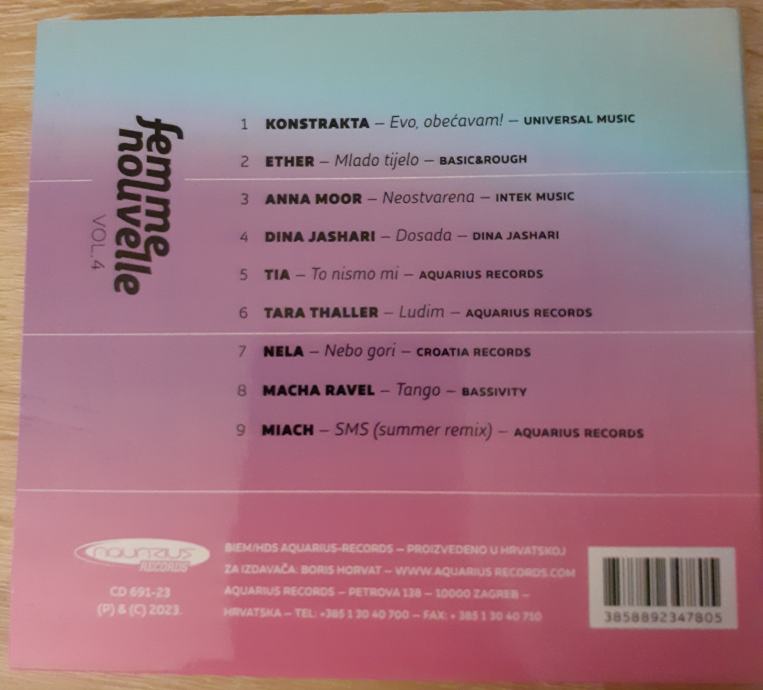 femme
nouvelle
VOL.4
1 KONSTRAKTA – Evo, obećavam! – UNIVERSAL MUSIC
2 ETHER – Mlado tijelo – BASIC&ROUGH
3 ANNA MOOR – Neostvarena – INTEK MUSIC
4 DINA JASHARI – Dosada – DINA JASHARI
5 TIA – To nismo mi – AQUARIUS RECORDS
6 TARA THALLER – Ludim – AQUARIUS RECORDS
7 NELA – Nebo gori – CROATIA RECORDS
8 MACHA RAVEL – Tango – BASSIVITY
9 MIACH – SMS (summer remix) – AQUARIUS RECORDS
AQUARIUS
RECORDS
CD 691-23
(P) & (C) 2023.
BIEM/HDS AQUARIUS-RECORDS – PROIZVEDENO U HRVATSKOJ
ZA IZDAVAČA: BORIS HORVAT – WWW.AQUARIUS RECORDS.COM
AQUARIUS RECORDS – PETROVA 138 – 10000 ZAGREB –
HRVATSKA – TEL: +385 1 30 40 700 – FAX: + 385 1 30 40 710
3858892347805